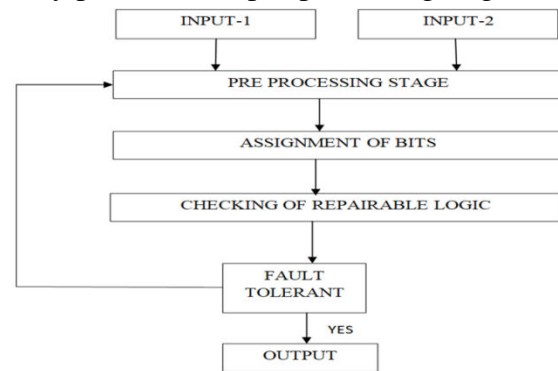 INPUT-1 INPUT-2
PRE PROCESSING STAGE
ASSIGNMENT OF BITS
CHECKING OF REPAIRABLE LOGIC
FAULT
TOLERANT
YES
OUTPUT